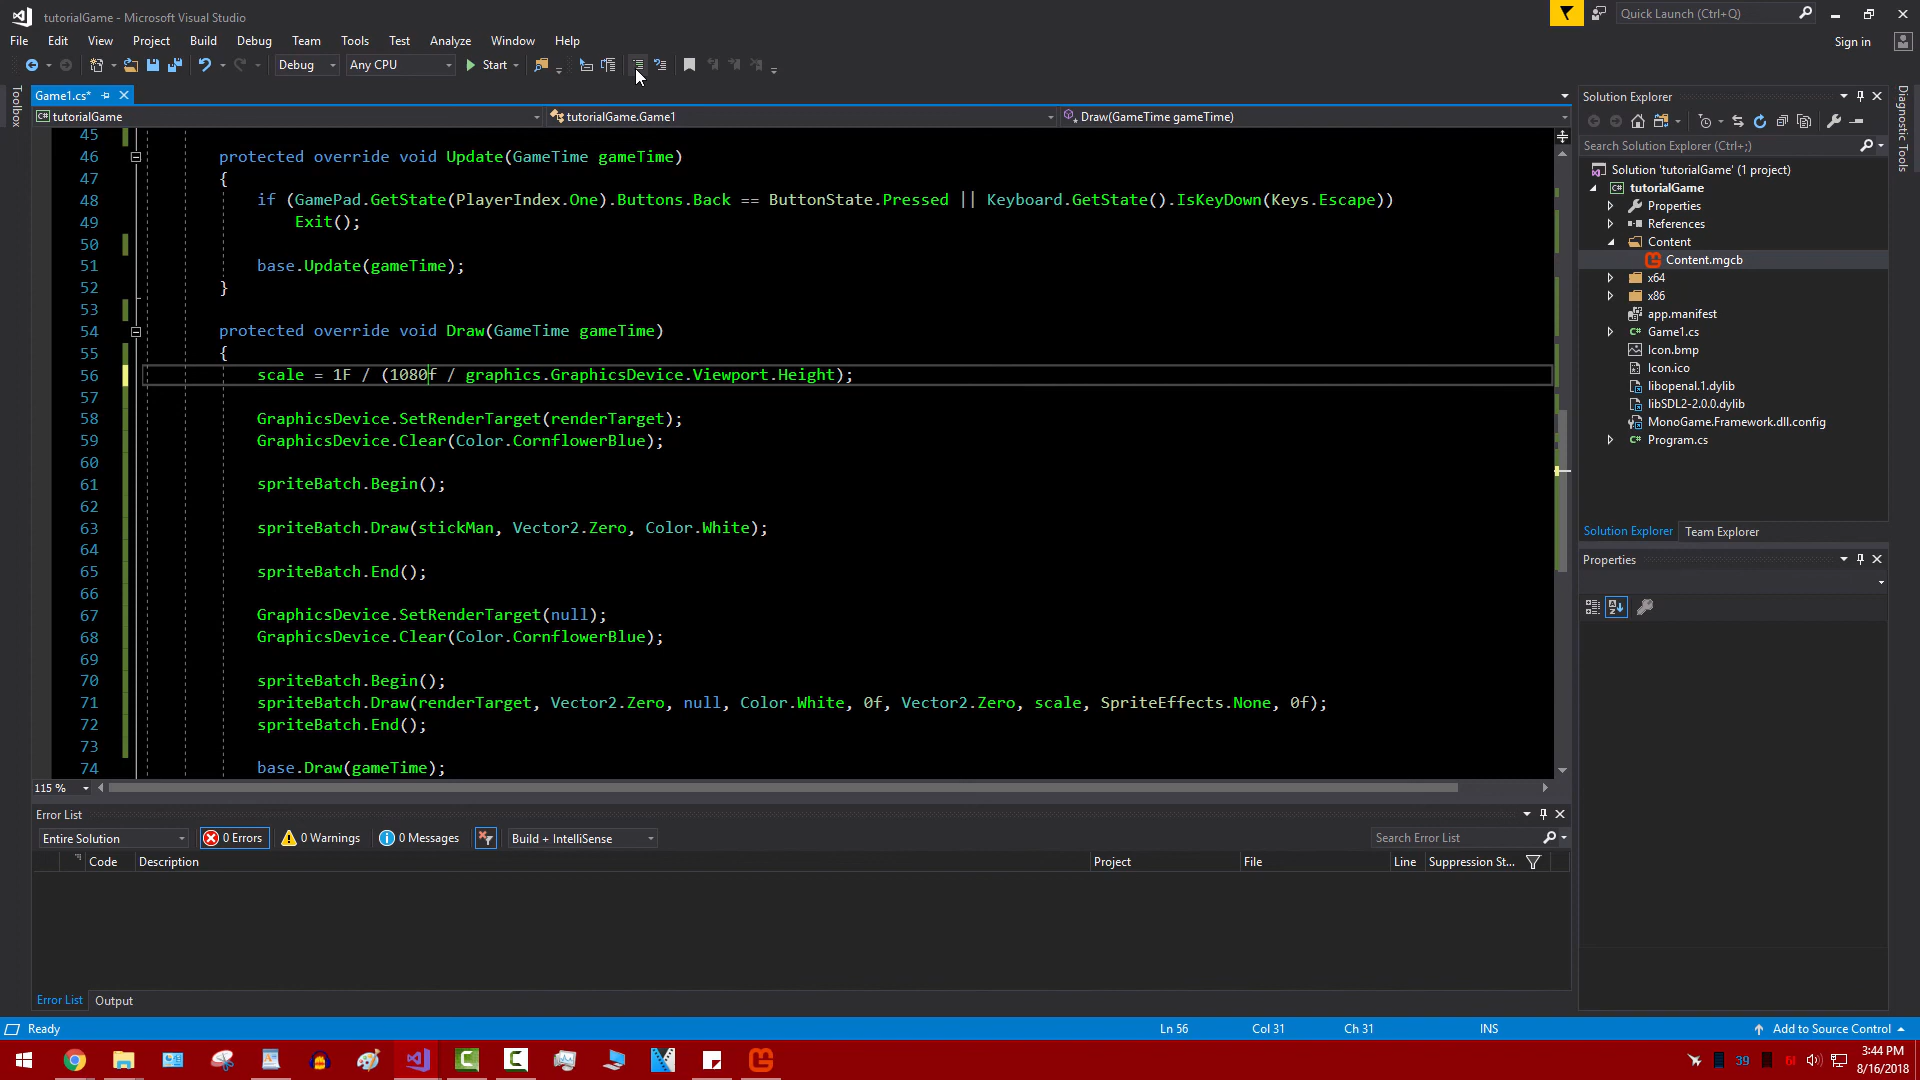 tutorialGame - Microsoft Visual Studio
Quick Launch (Ctrl+Q)
File Edit View Project Build Debug Team Tools Test Analyze Window Help
Sign in
Debug Any CPU Start
Toolbox
Game1.cs*
tutorialGame tutorialGame.Game1 Draw(GameTime gameTime)
45
46 protected override void Update(GameTime gameTime)
47 {
48 if (GamePad.GetState(PlayerIndex.One).Buttons.Back == ButtonState.Pressed || Keyboard.GetState().IsKeyDown(Keys.Escape))
49 Exit();
50
51 base.Update(gameTime);
52 }
53
54 protected override void Draw(GameTime gameTime)
55 {
56 scale = 1F / (1080f / graphics.GraphicsDevice.Viewport.Height);
57
58 GraphicsDevice.SetRenderTarget(renderTarget);
59 GraphicsDevice.Clear(Color.CornflowerBlue);
60
61 spriteBatch.Begin();
62
63 spriteBatch.Draw(stickMan, Vector2.Zero, Color.White);
64
65 spriteBatch.End();
66
67 GraphicsDevice.SetRenderTarget(null);
68 GraphicsDevice.Clear(Color.CornflowerBlue);
69
70 spriteBatch.Begin();
71 spriteBatch.Draw(renderTarget, Vector2.Zero, null, Color.White, 0f, Vector2.Zero, scale, SpriteEffects.None, 0f);
72 spriteBatch.End();
73
74 base.Draw(gameTime);
115 %
Solution Explorer
Search Solution Explorer (Ctrl+;)
Solution 'tutorialGame' (1 project)
tutorialGame
Properties
References
Content
Content.mgcb
x64
x86
app.manifest
Game1.cs
Icon.bmp
Icon.ico
libopenal.1.dylib
libSDL2-2.0.0.dylib
MonoGame.Framework.dll.config
Program.cs
Solution Explorer Team Explorer
Properties
Diagnostic Tools
Error List
Entire Solution 0 Errors 0 Warnings 0 Messages Build + IntelliSense Search Error List
Code Description Project File Line Suppression St...
Error List Output
Ready Ln 56 Col 31 Ch 31 INS Add to Source Control
39 61
3:44 PM
8/16/2018